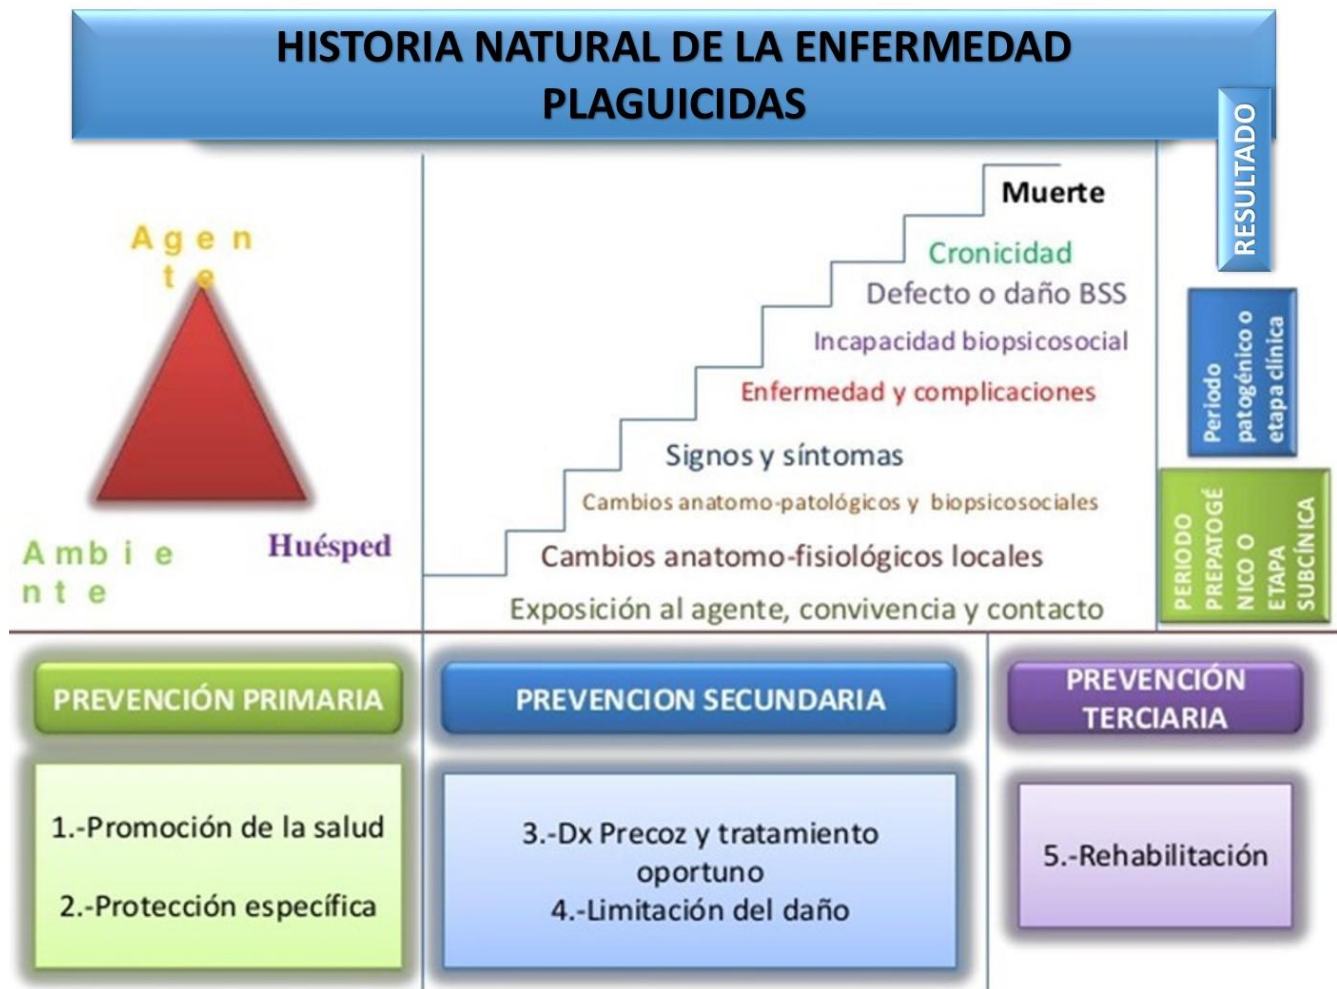 HISTORIA NATURAL DE LA ENFERMEDAD
PLAGUICIDAS
RESULTADO
Agen
te
Ambie
nte
Huésped
Muerte
Cronicidad
Defecto o daño BSS
Incapacidad biopsicosocial
Enfermedad y complicaciones
Signos y síntomas
Cambios anatomo-patológicos y biopsicosociales
Cambios anatomo-fisiológicos locales
Exposición al agente, convivencia y contacto
Periodo
patogénico o
etapa clínica
PERIODO
PREPATOGÉ
NICO O
ETAPA
SUBCÍNICA
PREVENCIÓN PRIMARIA
1.-Promoción de la salud
2.-Protección específica
PREVENCION SECUNDARIA
3.-Dx Precoz y tratamiento
oportuno
4.-Limitación del daño
PREVENCIÓN
TERCIARIA
5.-Rehabilitación